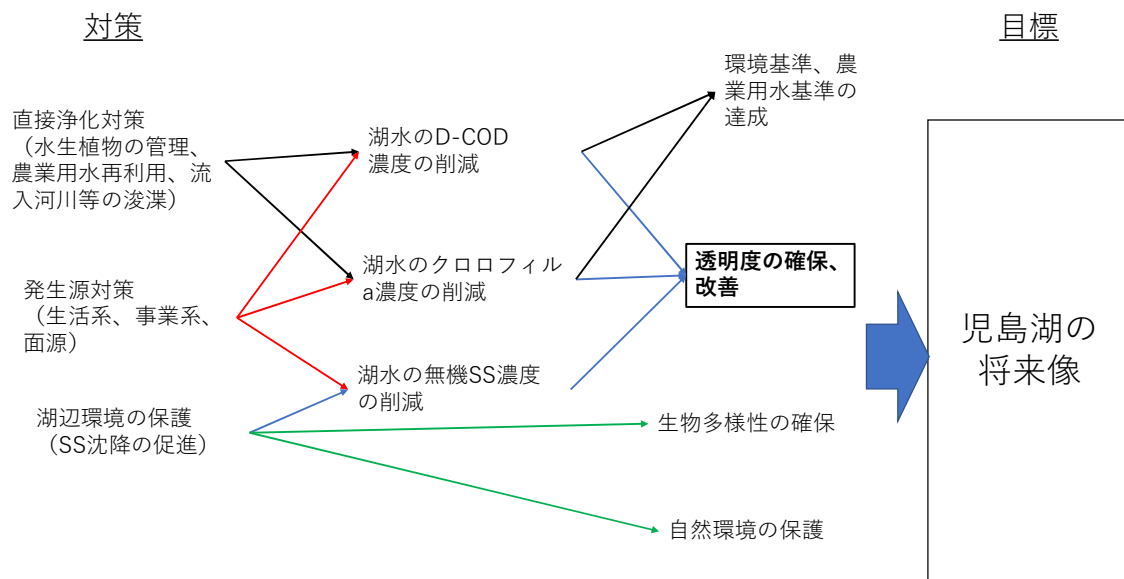 対策
目標
直接浄化対策
（水生植物の管理、
農業用水再利用、流
入河川等の浚渫）
発生源対策
（生活系、事業系、
面源）
湖辺環境の保護
（SS沈降の促進）
湖水のD-COD
濃度の削減
湖水のクロロフィル
a濃度の削減
湖水の無機SS濃度
の削減
環境基準、農
業用水基準の
達成
透明度の確保、
改善
生物多様性の確保
自然環境の保護
児島湖の
将来像